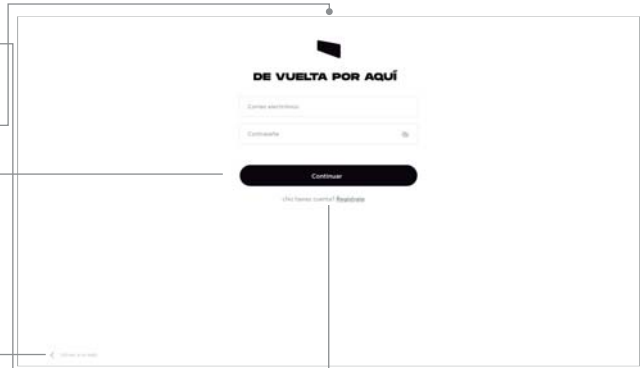 DE VUELTA POR AQUÍ
Correo electrónico
Contraseña
Continuar
¿No tienes cuenta? Regístrate